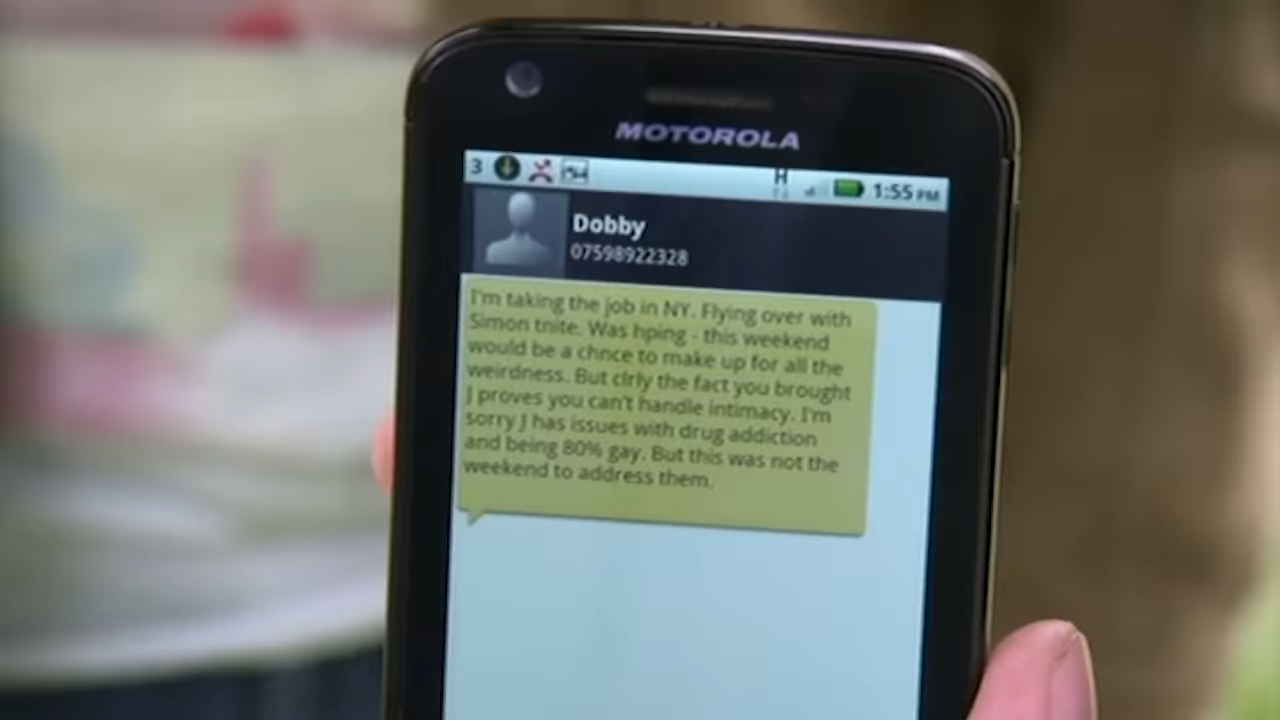 MOTOROLA
3 H 1:55 PM
Dobby
07598922328
I'm taking the job in NY. Flying over with
Simon tnite. Was hping - this weekend
would be a chnce to make up for all the
weirdness. But clrly the fact you brought
J proves you can't handle intimacy. I'm
sorry J has issues with drug addiction
and being 80% gay. But this was not the
weekend to address them.